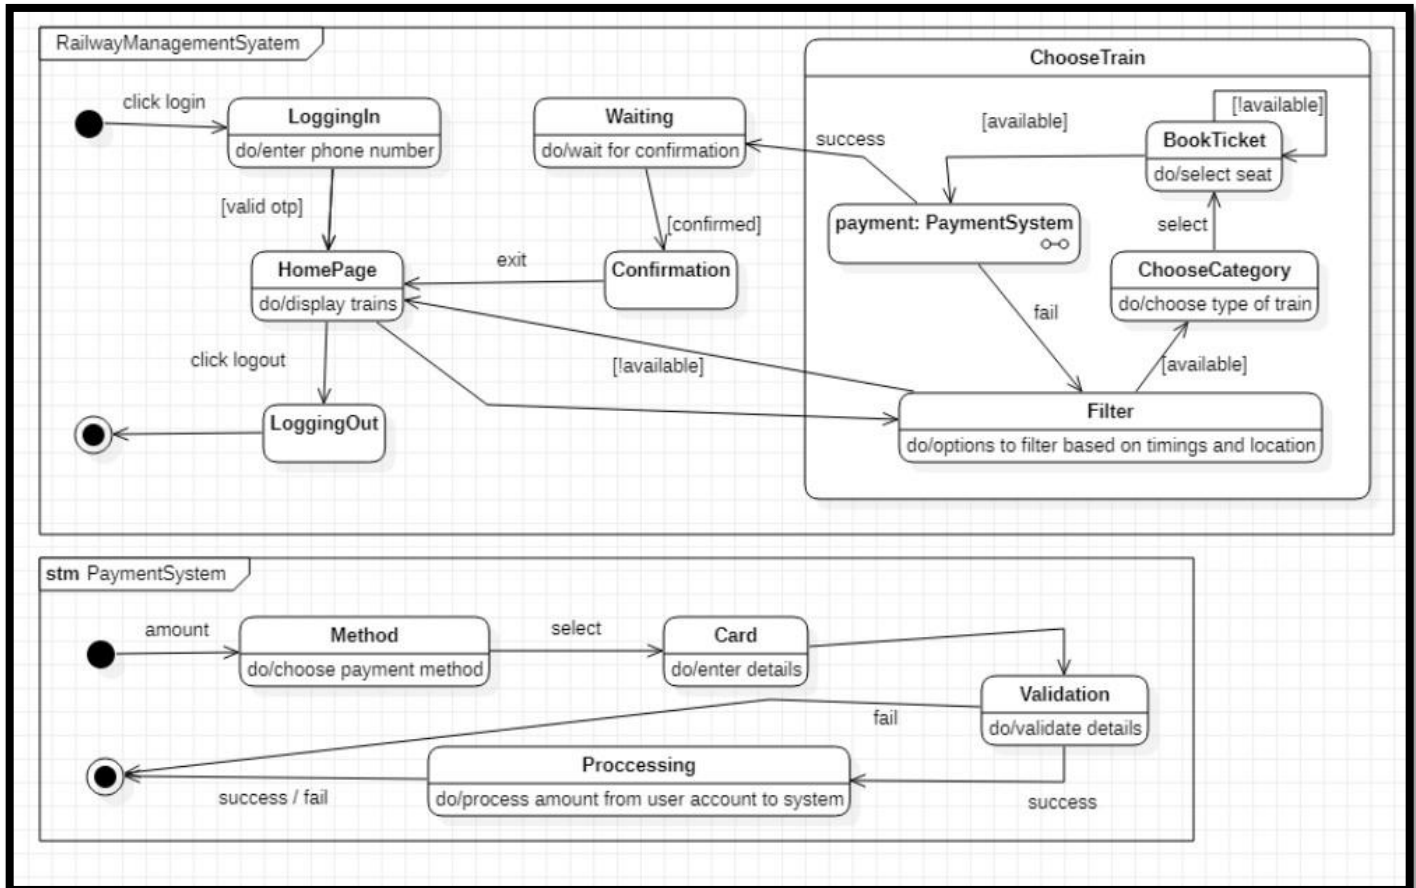 RailwayManagementSyatem
click login
LoggingIn
do/enter phone number
[valid otp]
HomePage
do/display trains
click logout
LoggingOut
Waiting
do/wait for confirmation
[confirmed]
Confirmation
exit
[!available]
success
ChooseTrain
[available]
[!available]
BookTicket
do/select seat
payment: PaymentSystem
select
ChooseCategory
do/choose type of train
fail
[available]
Filter
do/options to filter based on timings and location
stm PaymentSystem
amount
Method
do/choose payment method
select
Card
do/enter details
Validation
do/validate details
fail
success
Proccessing
do/process amount from user account to system
success / fail